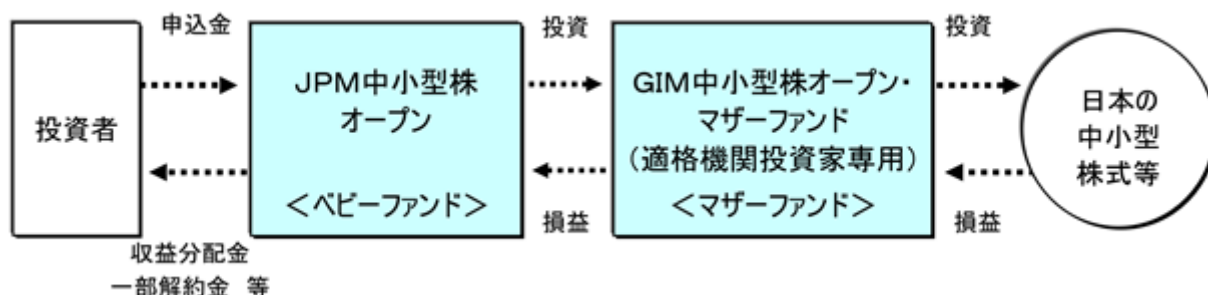 申込金
投資
投資
投資者
JPM中小型株
オープン
<ベビーファンド>
GIM中小型株オープン・
マザーファンド
(適格機関投資家専用)
<マザーファンド>
日本の
中小型
株式等
損益
損益
収益分配金
一部解約金 等